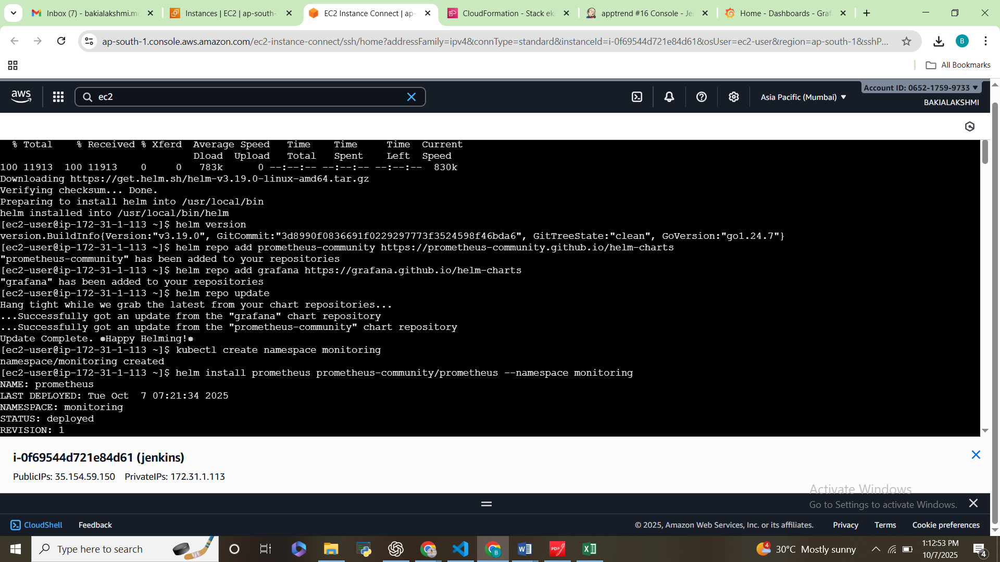 Inbox (7) - bakialakshmi.mo
Instances | EC2 | ap-south-
EC2 Instance Connect | ap-
CloudFormation - Stack eks
apptrend #16 Console - Jen
Home - Dashboards - Graf
ap-south-1.console.aws.amazon.com/ec2-instance-connect/ssh/home?addressFamily=ipv4&connType=standard&instanceId=i-0f69544d721e84d61&osUser=ec2-user&region=ap-south-1&sshP...
B
All Bookmarks
aws
ec2
Asia Pacific (Mumbai)
Account ID: 0652-1759-9733
BAKIALAKSHMI
% Total    % Received % Xferd  Average Speed   Time    Time     Time  Current
Dload  Upload   Total   Spent    Left  Speed
100 11913  100 11913    0     0   783k      0 --:--:-- --:--:-- --:--:--  830k
Downloading https://get.helm.sh/helm-v3.19.0-linux-amd64.tar.gz
Verifying checksum... Done.
Preparing to install helm into /usr/local/bin
helm installed into /usr/local/bin/helm
[ec2-user@ip-172-31-1-113 ~]$ helm version
version.BuildInfo{Version:"v3.19.0", GitCommit:"3d8990f0836691f0229297773f3524598f46bda6", GitTreeState:"clean", GoVersion:"go1.24.7"}
[ec2-user@ip-172-31-1-113 ~]$ helm repo add prometheus-community https://prometheus-community.github.io/helm-charts
"prometheus-community" has been added to your repositories
[ec2-user@ip-172-31-1-113 ~]$ helm repo add grafana https://grafana.github.io/helm-charts
"grafana" has been added to your repositories
[ec2-user@ip-172-31-1-113 ~]$ helm repo update
Hang tight while we grab the latest from your chart repositories...
...Successfully got an update from the "grafana" chart repository
...Successfully got an update from the "prometheus-community" chart repository
Update Complete. ⎈Happy Helming!⎈
[ec2-user@ip-172-31-1-113 ~]$ kubectl create namespace monitoring
namespace/monitoring created
[ec2-user@ip-172-31-1-113 ~]$ helm install prometheus prometheus-community/prometheus --namespace monitoring
NAME: prometheus
LAST DEPLOYED: Tue Oct  7 07:21:34 2025
NAMESPACE: monitoring
STATUS: deployed
REVISION: 1
i-0f69544d721e84d61 (jenkins)
PublicIPs: 35.154.59.150    PrivateIPs: 172.31.1.113
Activate Windows
Go to Settings to activate Windows.
CloudShell
Feedback
© 2025, Amazon Web Services, Inc. or its affiliates.
Privacy
Terms
Cookie preferences
Type here to search
PDF
4
30°C Mostly sunny
1:12:53 PM
10/7/2025
4